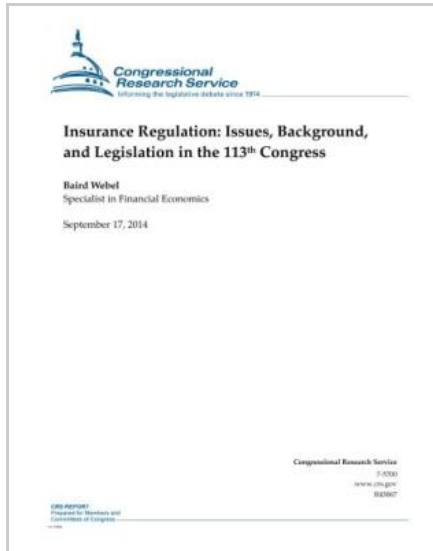 Congressional
Research Service
Informing the legislative debate since 1914
Insurance Regulation: Issues, Background,
and Legislation in the 113th Congress
Baird Webel
Specialist in Financial Economics
September 17, 2014
Congressional Research Service
7-5700
www.crs.gov
CRS REPORT
Prepared for Members and
Committees of Congress